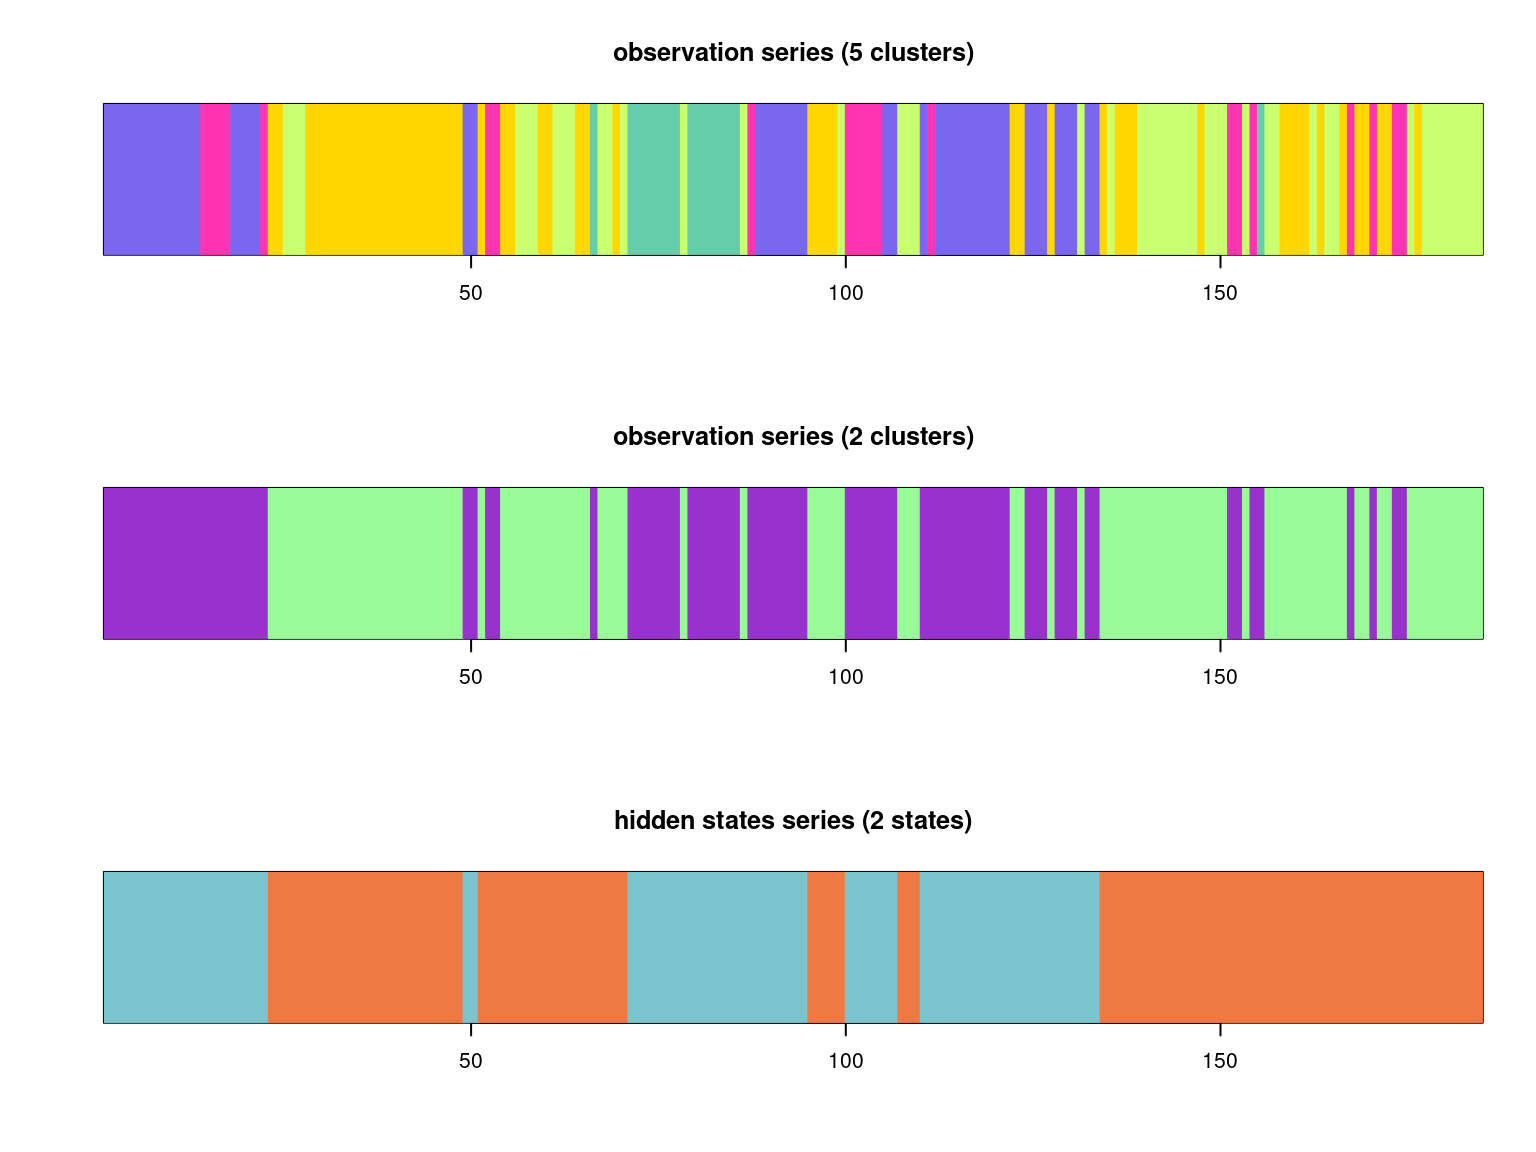 observation series (5 clusters)
50 100 150
observation series (2 clusters)
50 100 150
hidden states series (2 states)
50 100 150